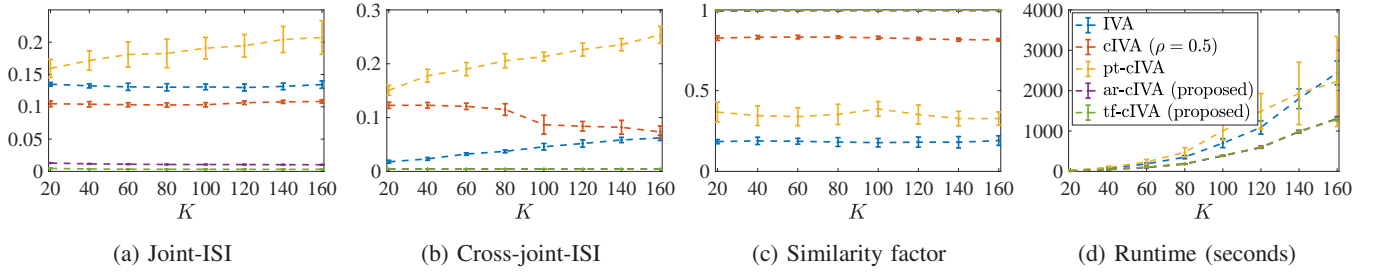 0.2
0.15
0.1
0.05
0
20 40 60 80 100 120 140 160
K
(a) Joint-ISI
0.3
0.2
0.1
0
20 40 60 80 100 120 140 160
K
(b) Cross-joint-ISI
1
0.5
0
20 40 60 80 100 120 140 160
K
(c) Similarity factor
4000
3000
2000
1000
0
IVA
cIVA (ρ = 0.5)
pt-cIVA
ar-cIVA (proposed)
tf-cIVA (proposed)
20 40 60 80 100 120 140 160
K
(d) Runtime (seconds)